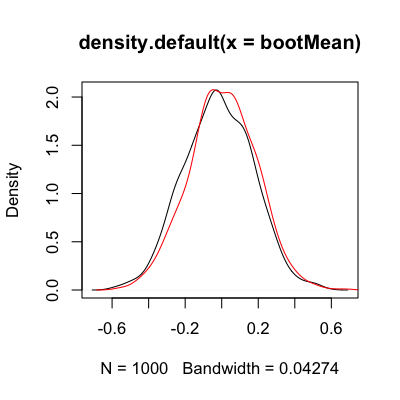 density.default(x = bootMean)
Density
2.0
1.5
1.0
0.5
0.0
-0.6 -0.2 0.2 0.6
N = 1000 Bandwidth = 0.04274